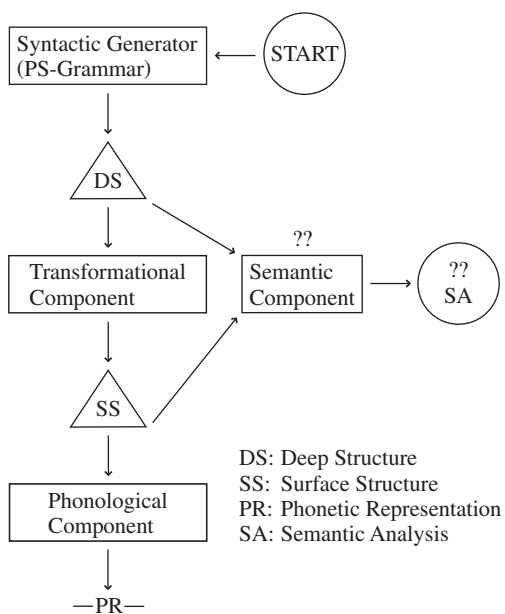 Syntactic Generator
(PS-Grammar)
START
DS
??
Transformational
Component
Semantic
Component
??
SA
SS
DS: Deep Structure
SS: Surface Structure
PR: Phonetic Representation
SA: Semantic Analysis
Phonological
Component
PR